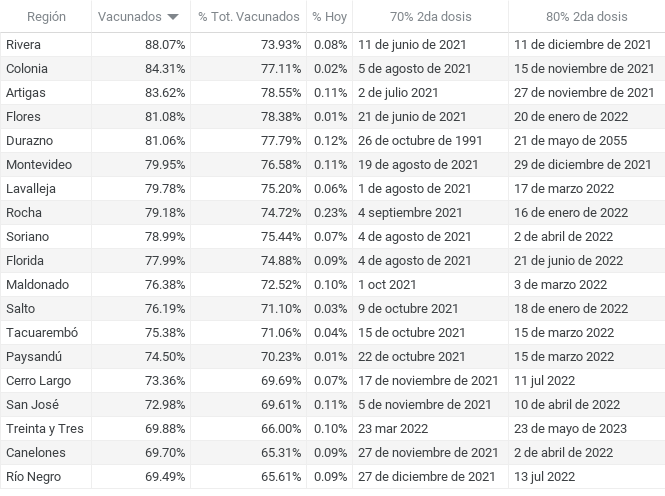 Región Vacunados % Tot. Vacunados % Hoy 70% 2da dosis 80% 2da dosis
Rivera 88.07% 73.93% 0.08% 11 de junio de 2021 11 de diciembre de 2021
Colonia 84.31% 77.11% 0.02% 5 de agosto de 2021 15 de noviembre de 2021
Artigas 83.62% 78.55% 0.11% 2 de julio 2021 27 de noviembre de 2021
Flores 81.08% 78.38% 0.01% 21 de junio de 2021 20 de enero de 2022
Durazno 81.06% 77.79% 0.12% 26 de octubre de 1991 21 de mayo de 2055
Montevideo 79.95% 76.58% 0.11% 19 de agosto de 2021 29 de diciembre de 2021
Lavalleja 79.78% 75.20% 0.06% 1 de agosto de 2021 17 de marzo 2022
Rocha 79.18% 74.72% 0.23% 4 septiembre 2021 16 de enero de 2022
Soriano 78.99% 75.44% 0.07% 4 de agosto de 2021 2 de abril de 2022
Florida 77.99% 74.88% 0.09% 4 de agosto de 2021 21 de junio de 2022
Maldonado 76.38% 72.52% 0.10% 1 oct 2021 3 de marzo 2022
Salto 76.19% 71.10% 0.03% 9 de octubre 2021 18 de enero de 2022
Tacuarembó 75.38% 71.06% 0.04% 15 de octubre 2021 15 de marzo 2022
Paysandú 74.50% 70.23% 0.01% 22 de octubre 2021 15 de marzo 2022
Cerro Largo 73.36% 69.69% 0.07% 17 de noviembre de 2021 11 jul 2022
San José 72.98% 69.61% 0.11% 5 de noviembre de 2021 10 de abril de 2022
Treinta y Tres 69.88% 66.00% 0.10% 23 mar 2022 23 de mayo de 2023
Canelones 69.70% 65.31% 0.09% 27 de noviembre de 2021 2 de abril de 2022
Río Negro 69.49% 65.61% 0.09% 27 de diciembre de 2021 13 jul 2022